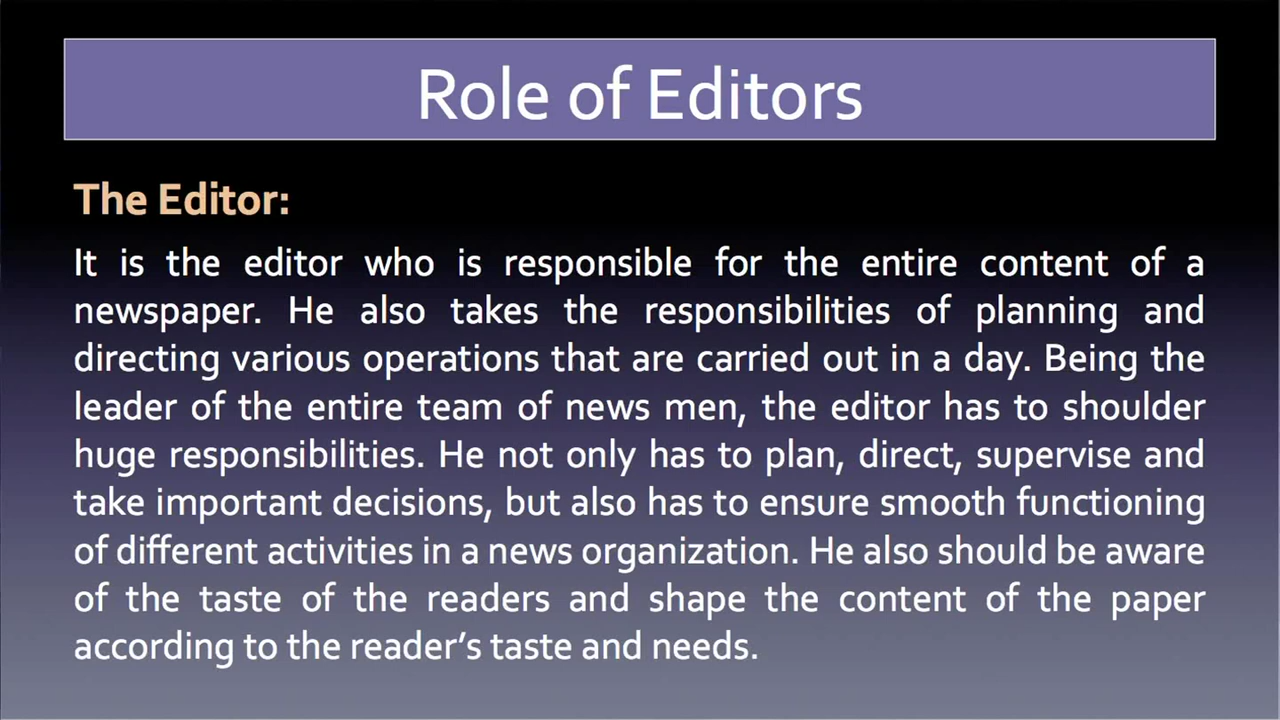 Role of Editors
The Editor:
It is the editor who is responsible for the entire content of a
newspaper. He also takes the responsibilities of planning and
directing various operations that are carried out in a day. Being the
leader of the entire team of news men, the editor has to shoulder
huge responsibilities. He not only has to plan, direct, supervise and
take important decisions, but also has to ensure smooth functioning
of different activities in a news organization. He also should be aware
of the taste of the readers and shape the content of the paper
according to the reader’s taste and needs.